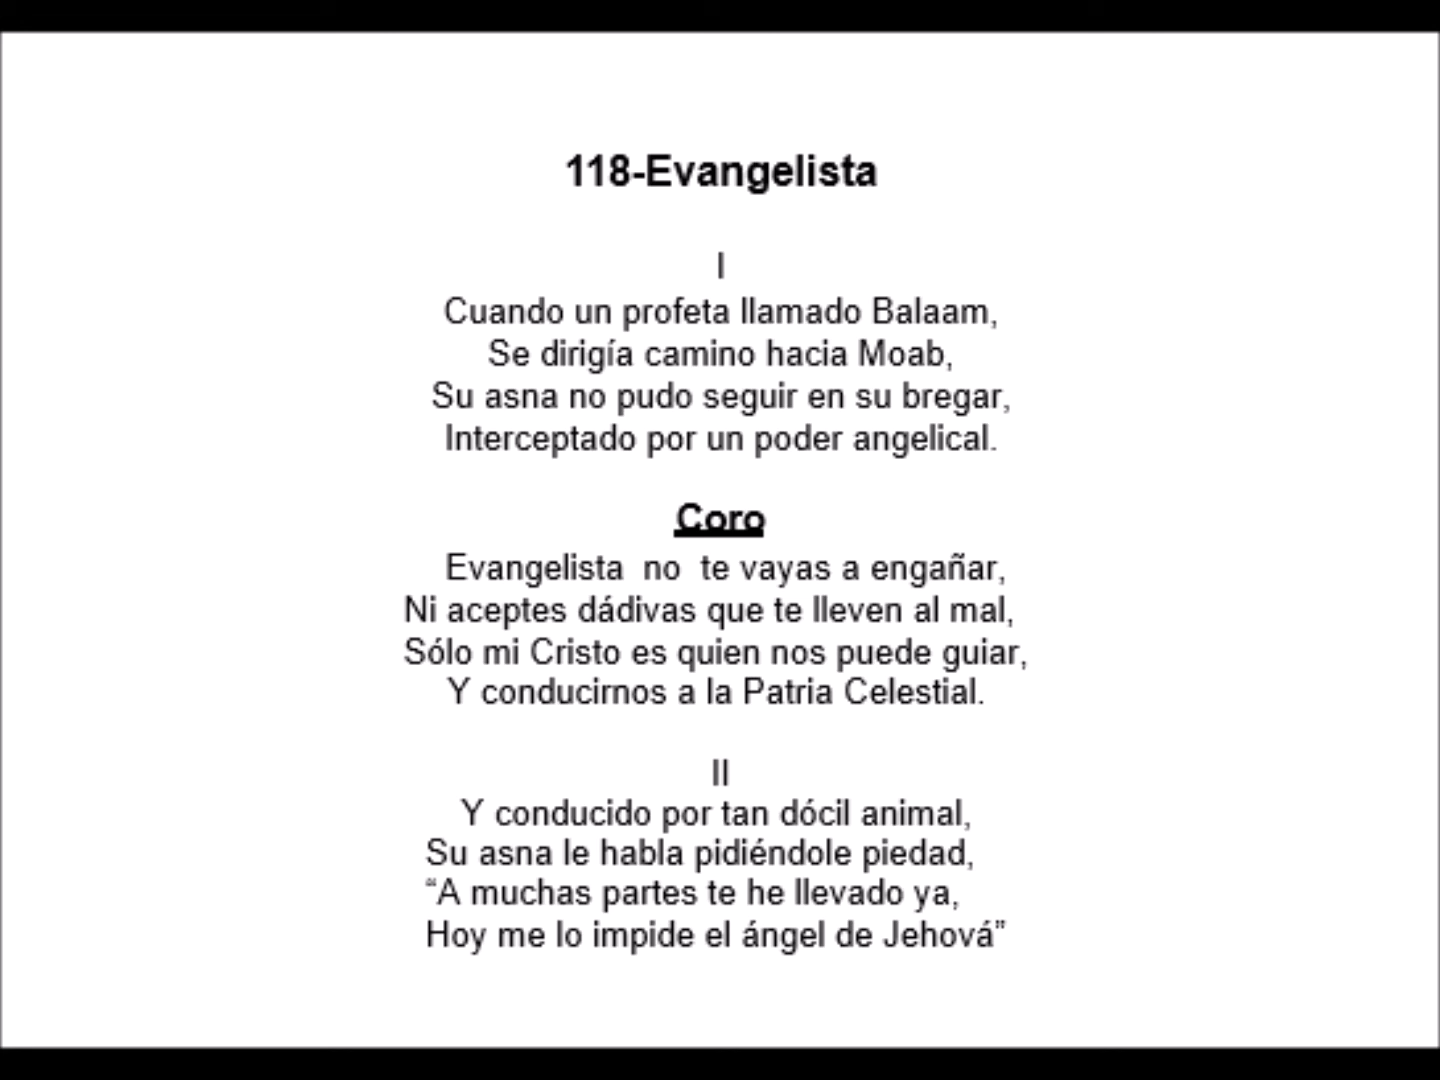 118-Evangelista
I
Cuando un profeta llamado Balaam,
Se dirigía camino hacia Moab,
Su asna no pudo seguir en su bregar,
Interceptado por un poder angelical.
Coro
Evangelista no te vayas a engañar,
Ni aceptes dádivas que te lleven al mal,
Sólo mi Cristo es quien nos puede guiar,
Y conducirnos a la Patria Celestial.
II
Y conducido por tan dócil animal,
Su asna le habla pidiéndole piedad,
“A muchas partes te he llevado ya,
Hoy me lo impide el ángel de Jehová”